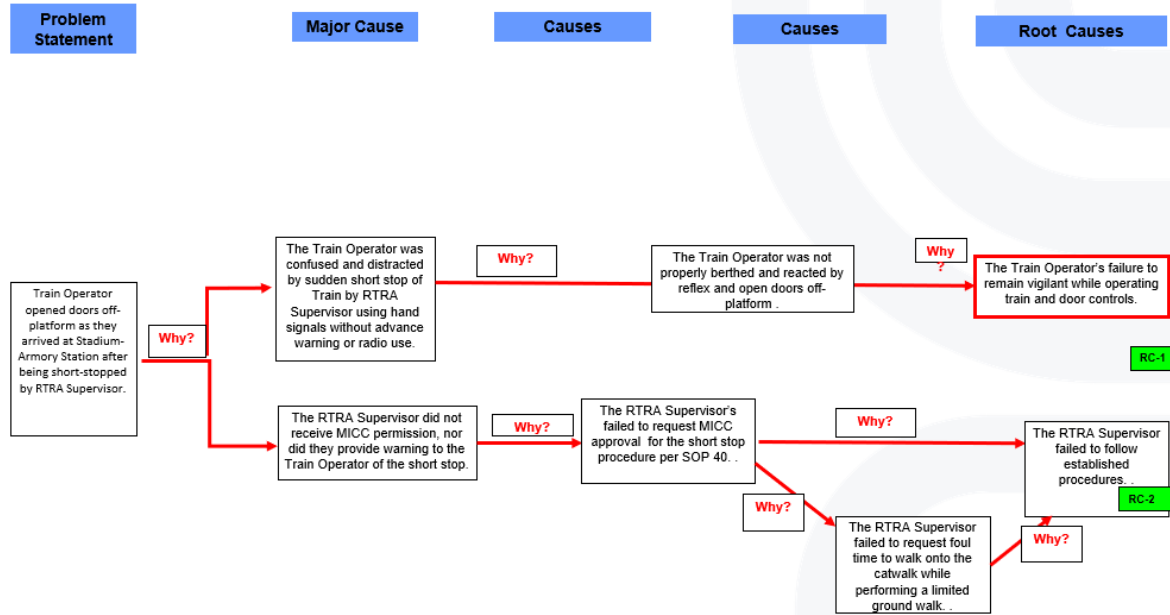 Problem
Statement
Major Cause
Causes
Causes
Root Causes
Train Operator
opened doors off-
platform as they
arrived at Stadium-
Armory Station after
being short-stopped
by RTRA Supervisor.
Why?
The Train Operator was
confused and distracted
by sudden short stop of
Train by RTRA
Supervisor using hand
signals without advance
warning or radio use.
Why?
The Train Operator was not
properly berthed and reacted by
reflex and open doors off-
platform .
Why
?
The Train Operator's failure to
remain vigilant while operating
train and door controls.
RC-1
The RTRA Supervisor did not
receive MICC permission, nor
did they provide warning to the
Train Operator of the short stop.
Why?
The RTRA Supervisor's
failed to request MICC
approval for the short stop
procedure per SOP 40. .
Why?
The RTRA Supervisor
failed to follow
established
procedures. .
RC-2
Why?
The RTRA Supervisor
failed to request foul
time to walk onto the
catwalk while
performing a limited
ground walk. .
Why?